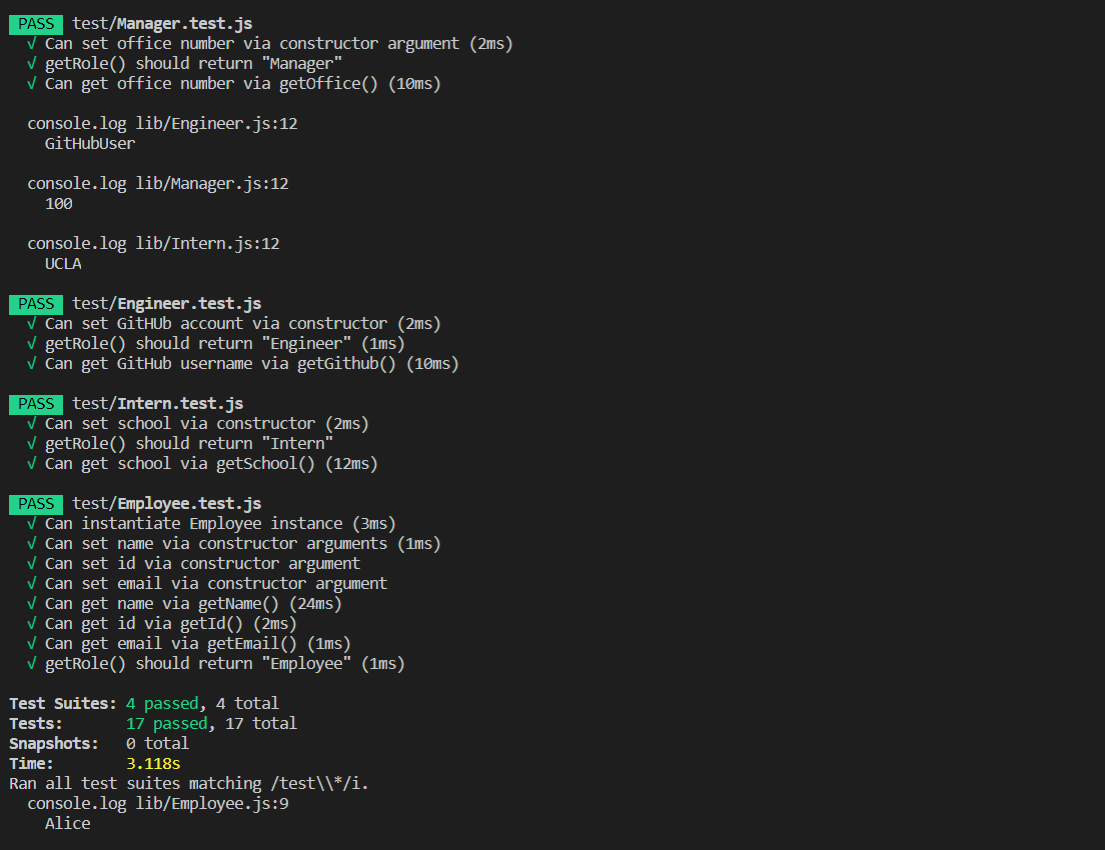 PASS test/Manager.test.js
√ Can set office number via constructor argument (2ms)
√ getRole() should return "Manager"
√ Can get office number via getOffice() (10ms)
console.log lib/Engineer.js:12
GitHubUser
console.log lib/Manager.js:12
100
console.log lib/Intern.js:12
UCLA
PASS test/Engineer.test.js
√ Can set GitHUb account via constructor (2ms)
√ getRole() should return "Engineer" (1ms)
√ Can get GitHub username via getGithub() (10ms)
PASS test/Intern.test.js
√ Can set school via constructor (2ms)
√ getRole() should return "Intern"
√ Can get school via getSchool() (12ms)
PASS test/Employee.test.js
√ Can instantiate Employee instance (3ms)
√ Can set name via constructor arguments (1ms)
√ Can set id via constructor argument
√ Can set email via constructor argument
√ Can get name via getName() (24ms)
√ Can get id via getId() (2ms)
√ Can get email via getEmail() (1ms)
√ getRole() should return "Employee" (1ms)
Test Suites: 4 passed, 4 total
Tests: 17 passed, 17 total
Snapshots: 0 total
Time: 3.118s
Ran all test suites matching /test\\*/i.
console.log lib/Employee.js:9
Alice